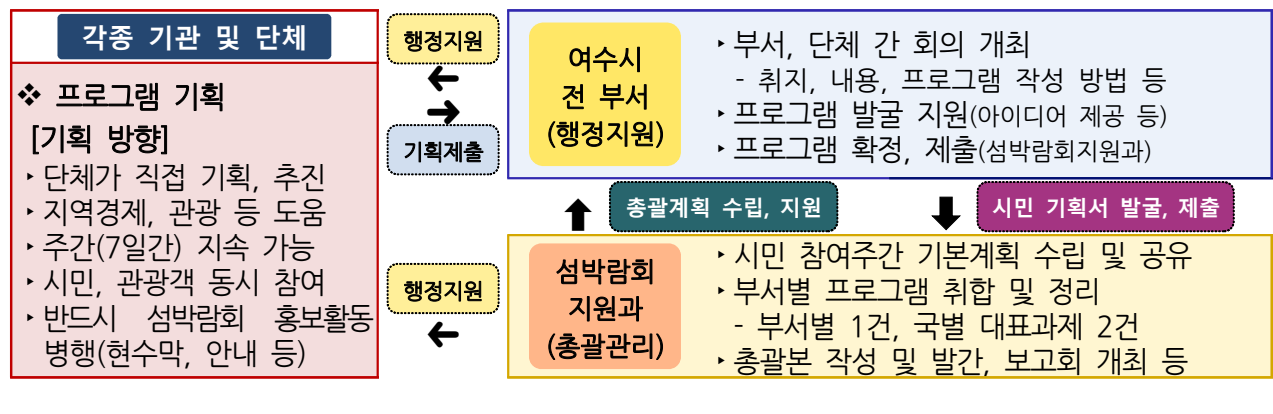 각종 기관 및 단체
❖ 프로그램 기획
[기획 방향]
‣단체가 직접 기획, 추진
‣지역경제, 관광 등 도움
‣주간(7일간) 지속 가능
‣시민, 관광객 동시 참여
‣반드시 섬박람회 홍보활동
병행(현수막, 안내 등)
행정지원
기획제출
행정지원
여수시
전 부서
(행정지원)
‣부서, 단체 간 회의 개최
- 취지, 내용, 프로그램 작성 방법 등
‣프로그램 발굴 지원(아이디어 제공 등)
‣프로그램 확정, 제출(섬박람회지원과)
총괄계획 수립, 지원
시민 기획서 발굴, 제출
섬박람회
지원과
(총괄관리)
‣시민 참여주간 기본계획 수립 및 공유
‣부서별 프로그램 취합 및 정리
- 부서별 1건, 국별 대표과제 2건
‣총괄본 작성 및 발간, 보고회 개최 등